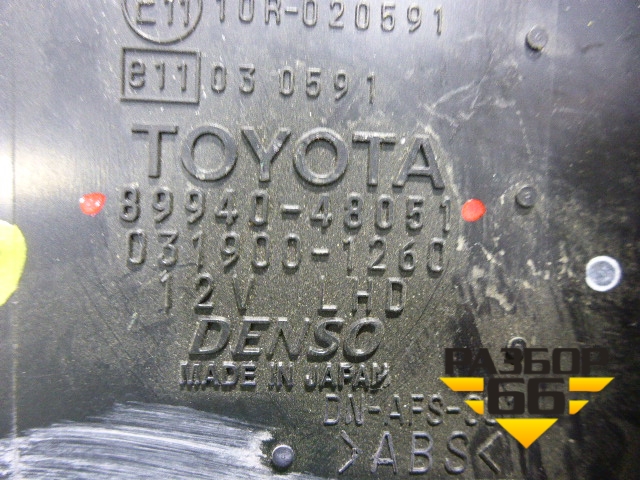 E11 10R-020591
811 03 0591
TOYOTA
89940-48051
031900-1260
12V LHD
DENSO
MADE IN JAPAN
>ABS<
РАЗБОР
66